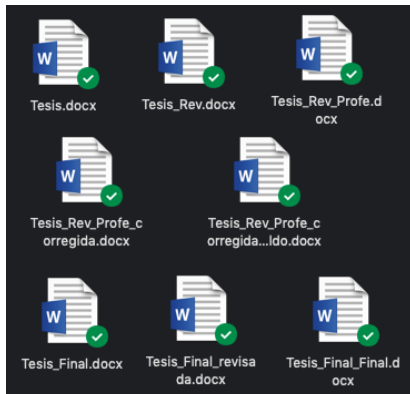 W W W
Tesis.docx Tesis_Rev.docx Tesis_Rev_Profe.d
ocx
W W
Tesis_Rev_Profe_c Tesis_Rev_Profe_c
orregida.docx orregida...ldo.docx
W W W
Tesis_Final.docx Tesis_Final_revisa Tesis_Final_Final.d
da.docx ocx